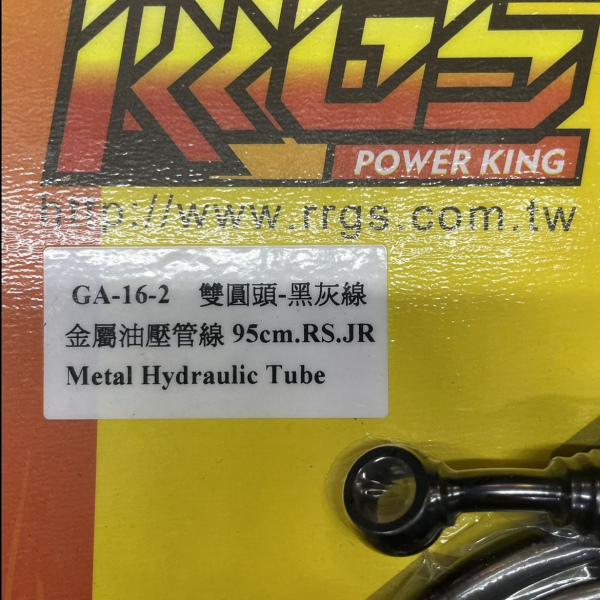 RRGS
POWER KING
http://www.rrgs.com.tw
GA-16-2 雙圓頭-黑灰線
金屬油壓管線 95cm.RS.JR
Metal Hydraulic Tube